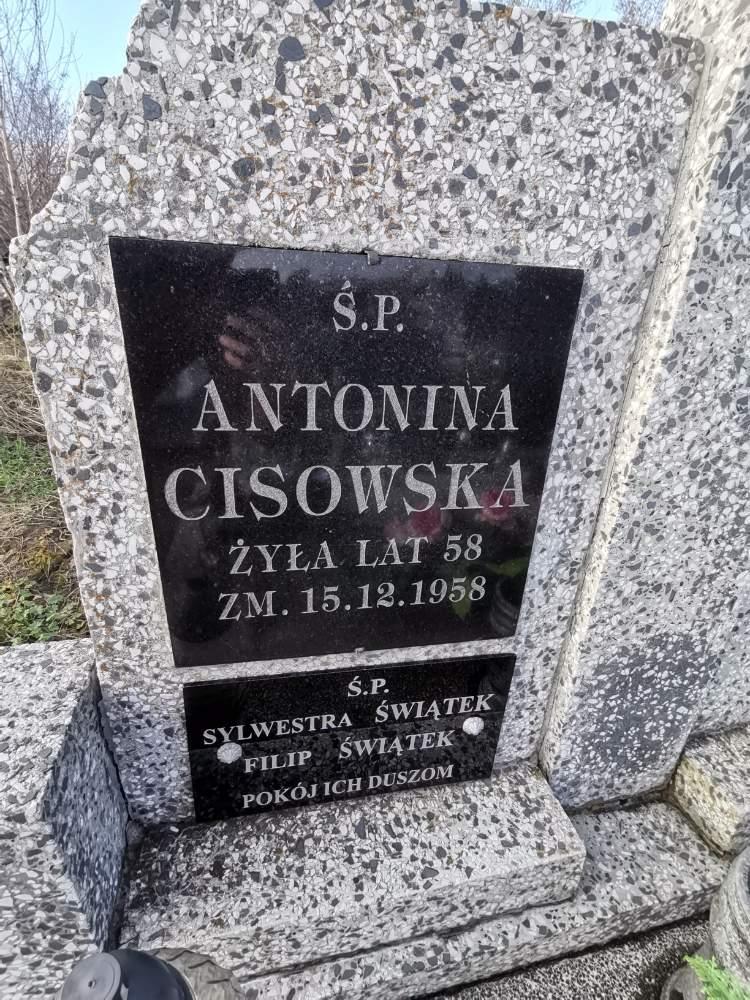 Ś.P.
ANTONINA
CISOWSKA
ŻYŁA LAT 58
ZM. 15.12.1958
Ś.P.
SYLWESTRA ŚWIĄTEK
FILIP ŚWIĄTEK
POKÓJ ICH DUSZOM